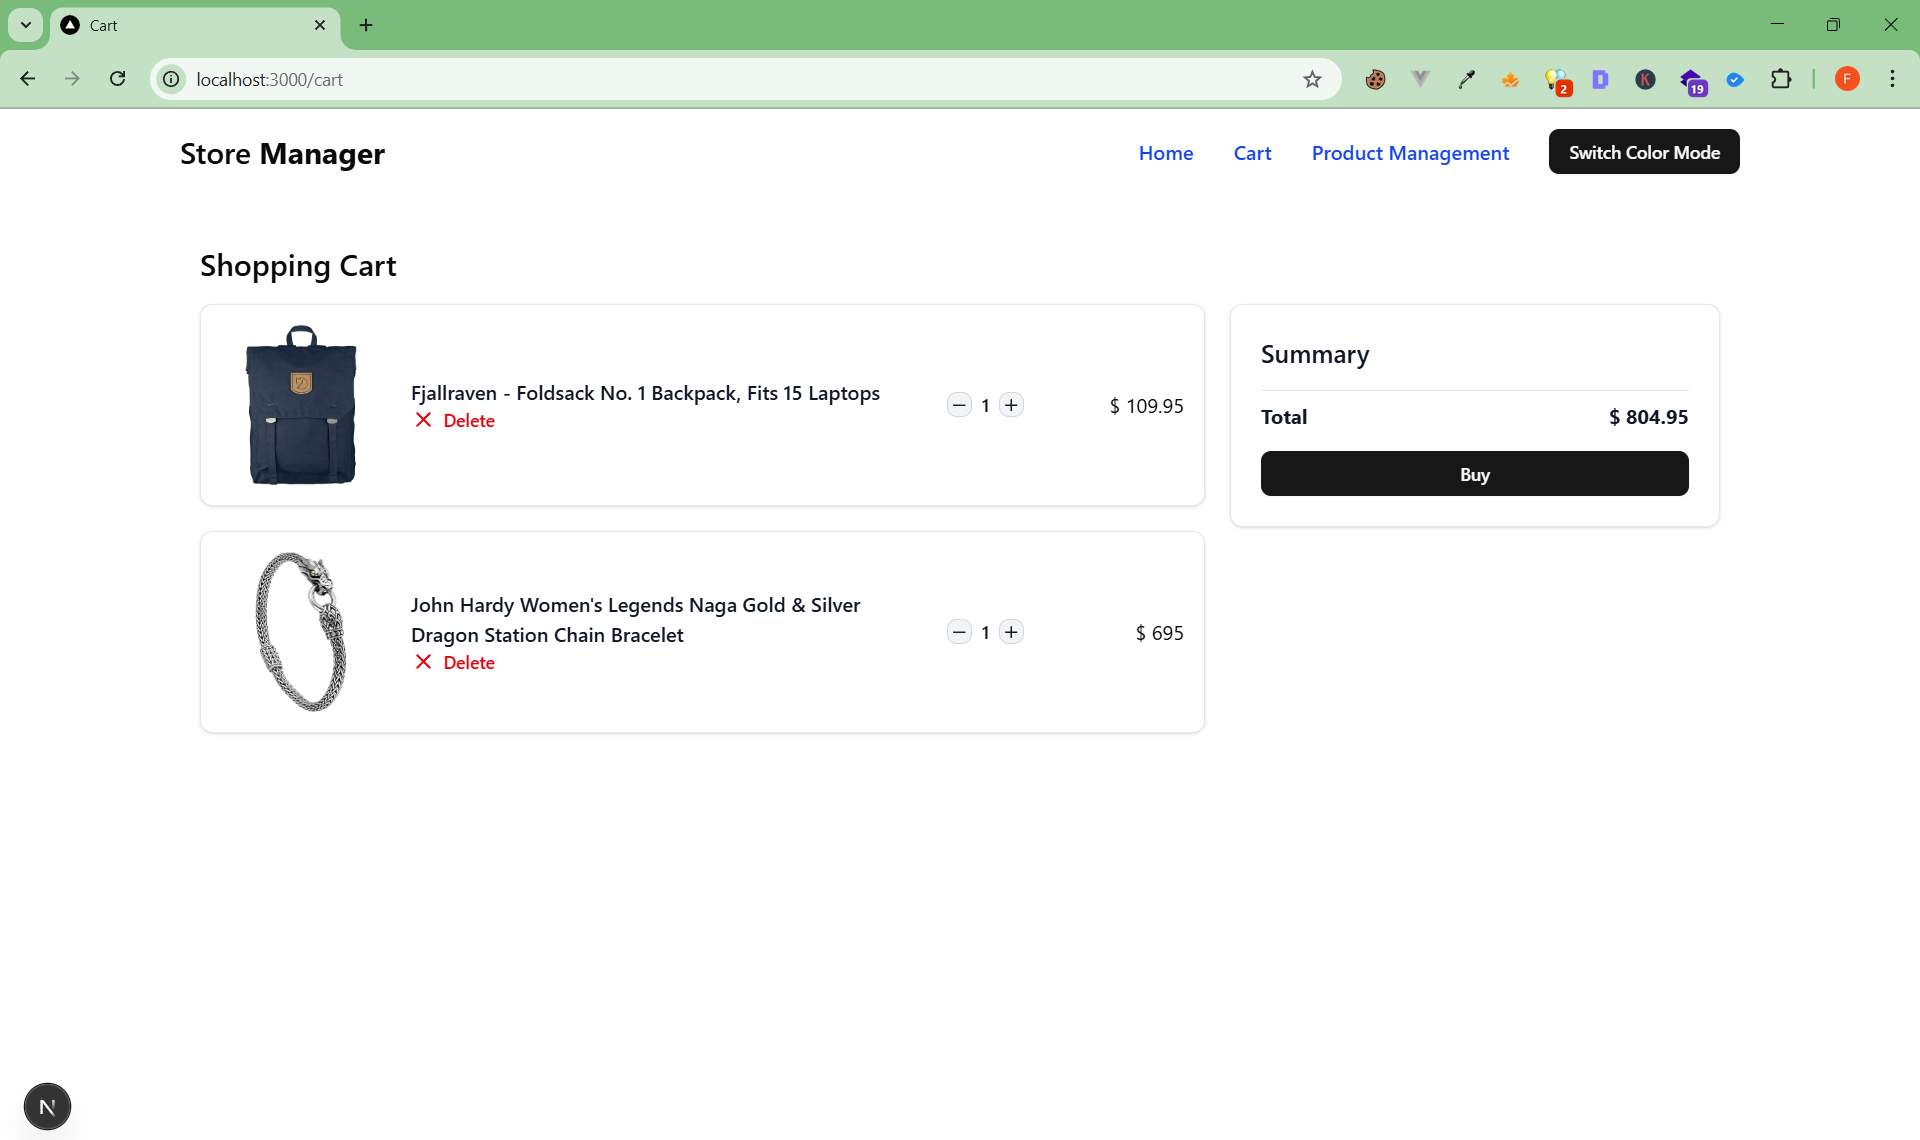 Cart
localhost:3000/cart
2
K
19
F
Store Manager
Home
Cart
Product Management
Switch Color Mode
Shopping Cart
Fjallraven - Foldsack No. 1 Backpack, Fits 15 Laptops
Delete
1
$ 109.95
John Hardy Women's Legends Naga Gold & Silver
Dragon Station Chain Bracelet
Delete
1
$ 695
Summary
Total
$ 804.95
Buy
N